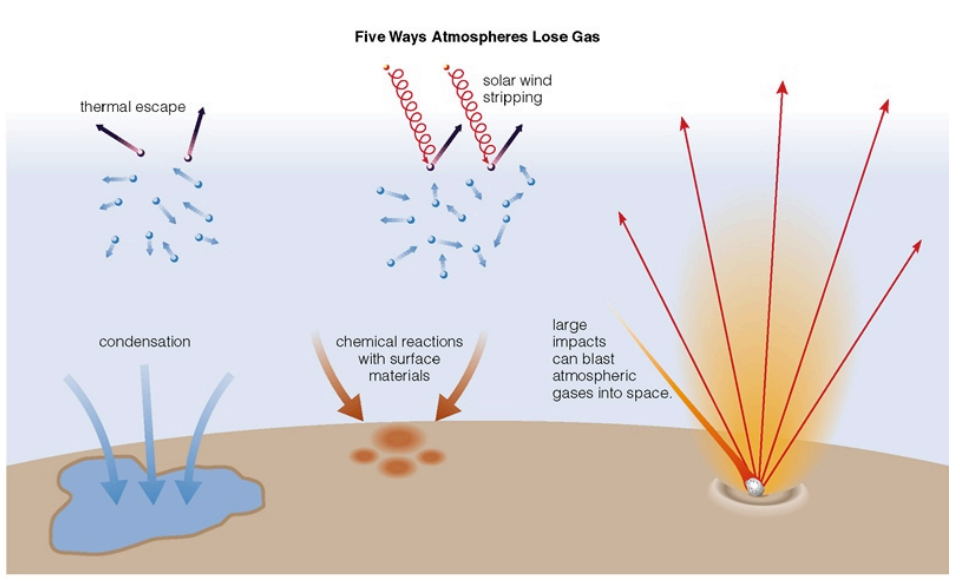 Five Ways Atmospheres Lose Gas
thermal escape
solar wind
stripping
condensation
chemical reactions
with surface
materials
large
impacts
can blast
atmospheric
gases into space.